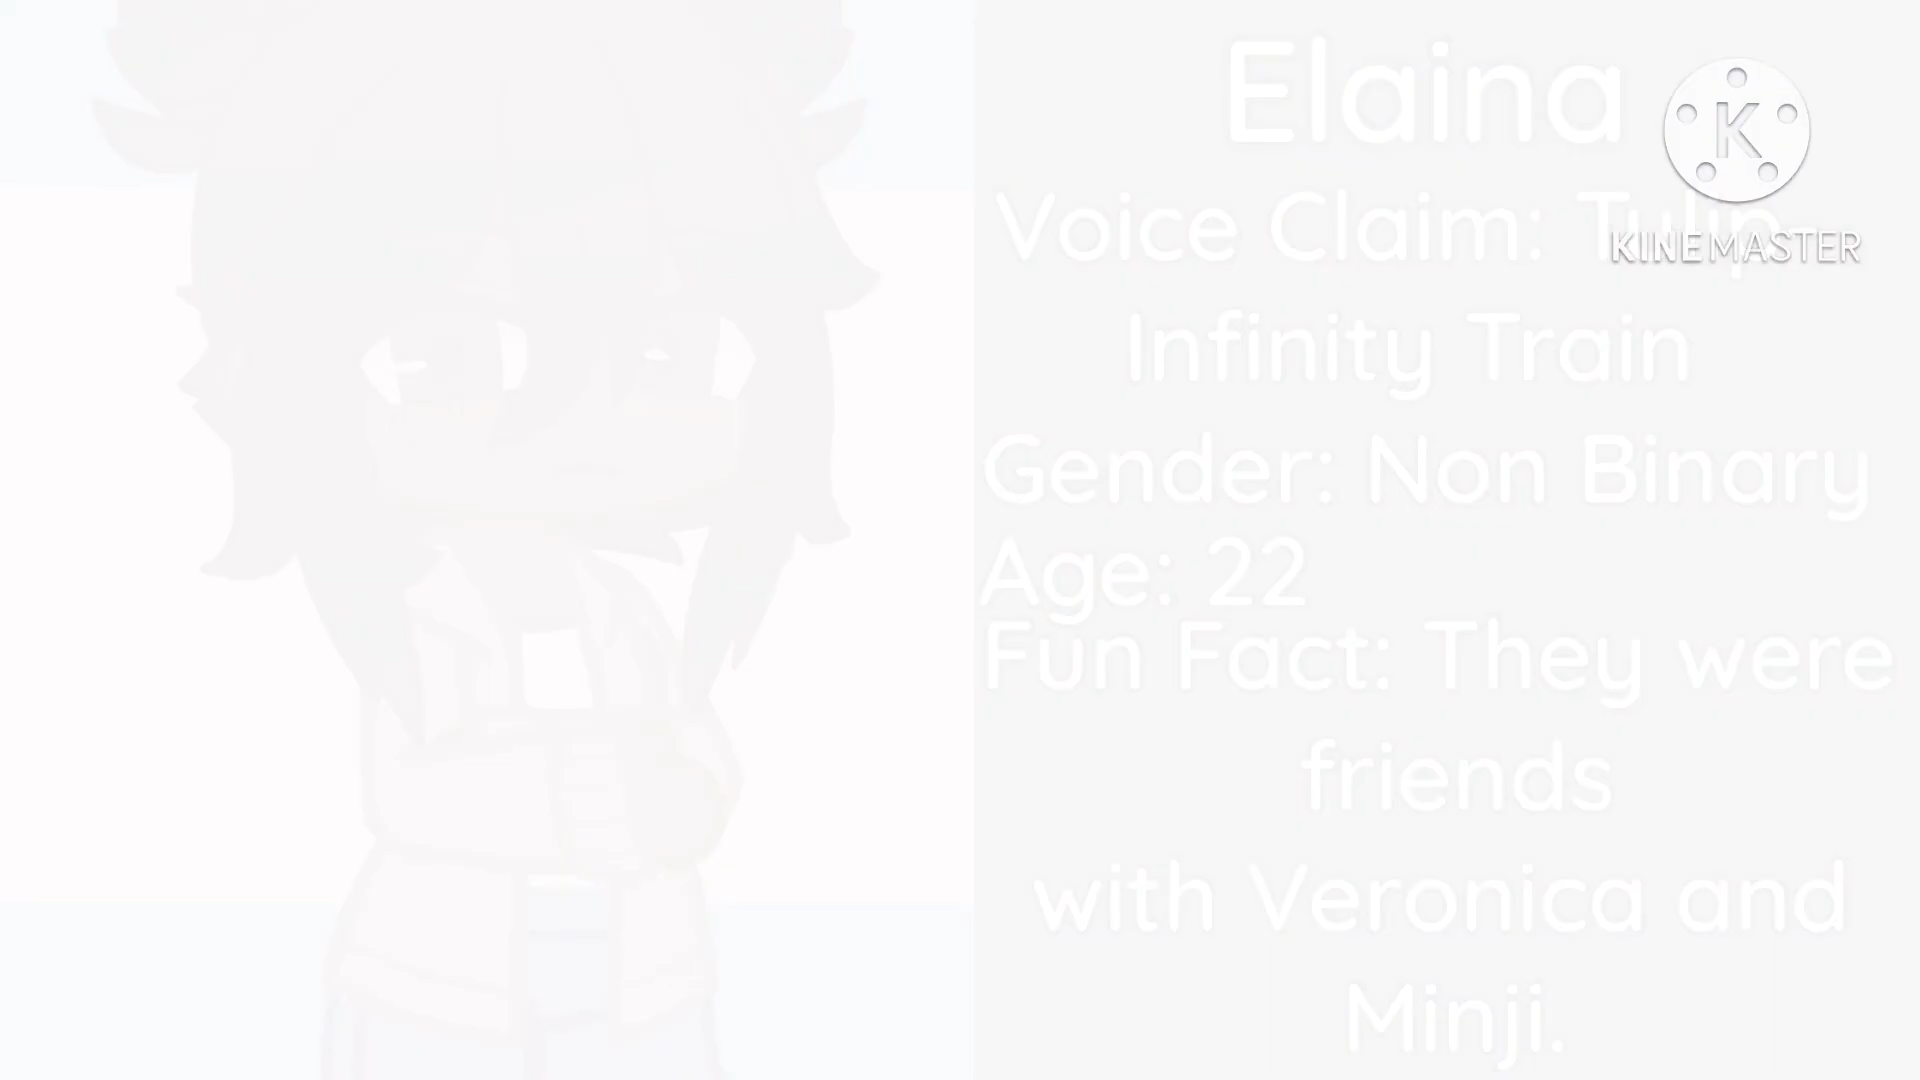 Elaina
K
Voice Claim: Tulip-
KINEMASTER
Infinity Train
Gender: Non Binary
Age: 22
Fun Fact: They were
friends
with Veronica and
Minji.